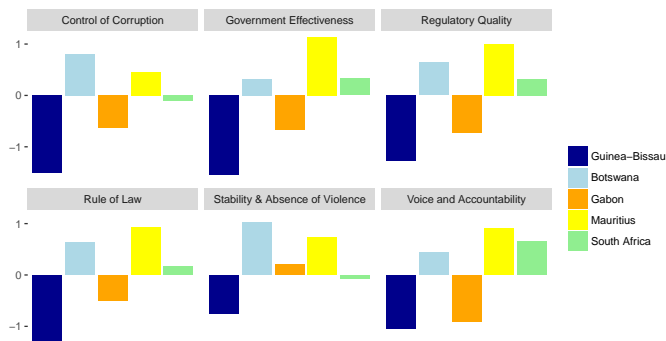 Control of Corruption
Government Effectiveness
Regulatory Quality
1
0
−1
Rule of Law
Stability & Absence of Violence
Voice and Accountability
1
0
−1
Guinea−Bissau
Botswana
Gabon
Mauritius
South Africa